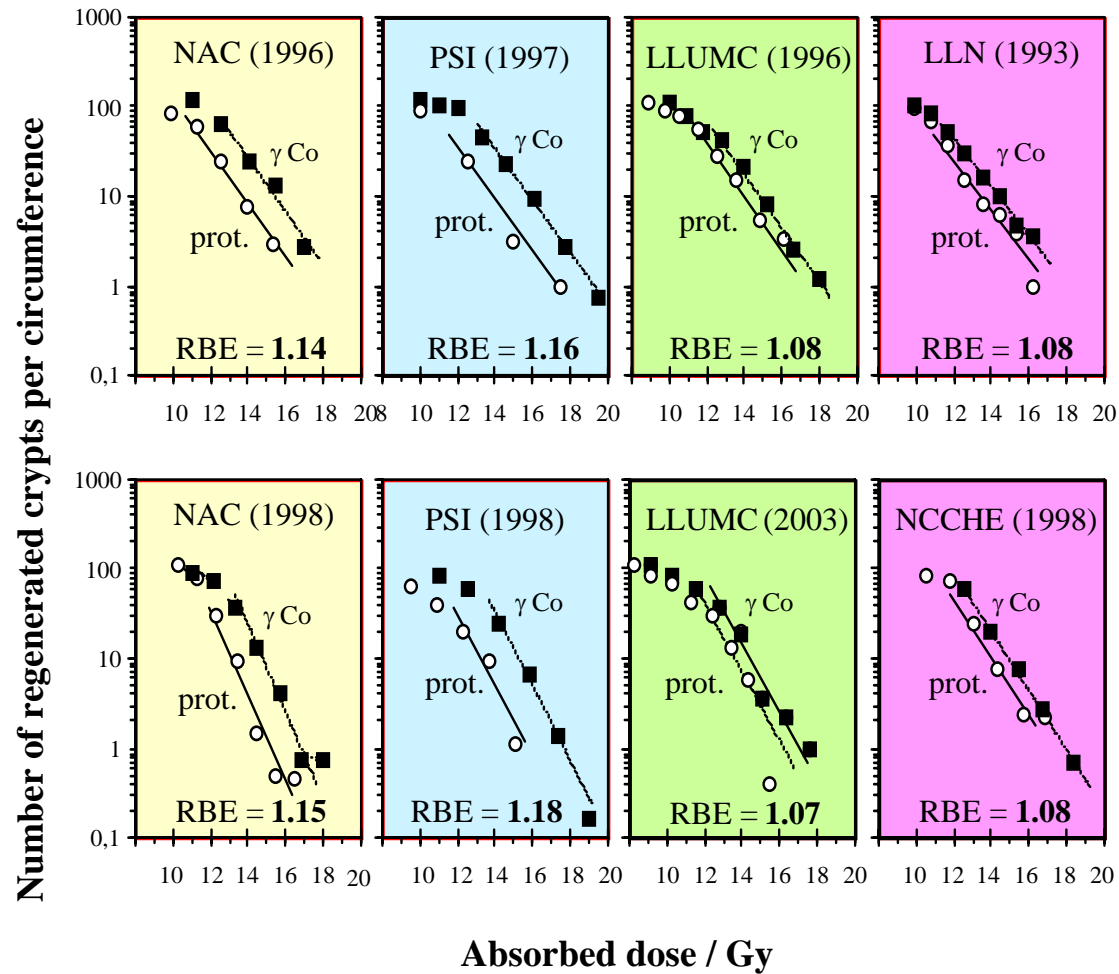 Number of regenerated crypts per circumference
1000
100
10
1
0.1
NAC (1996)
γ Co
prot.
RBE = 1.14
10 12 14 16 18 20
PSI (1997)
γ Co
prot.
RBE = 1.16
8 10 12 14 16 18 20
LLUMC (1996)
γ Co
prot.
RBE = 1.08
10 12 14 16 18 20
LLN (1993)
γ Co
prot.
RBE = 1.08
10 12 14 16 18 20
1000
100
10
1
0.1
NAC (1998)
γ Co
prot.
RBE = 1.15
10 12 14 16 18 20
PSI (1998)
γ Co
prot.
RBE = 1.18
10 12 14 16 18 20
LLUMC (2003)
γ Co
prot.
RBE = 1.07
10 12 14 16 18 20
NCCHE (1998)
γ Co
prot.
RBE = 1.08
10 12 14 16 18 20
Absorbed dose / Gy